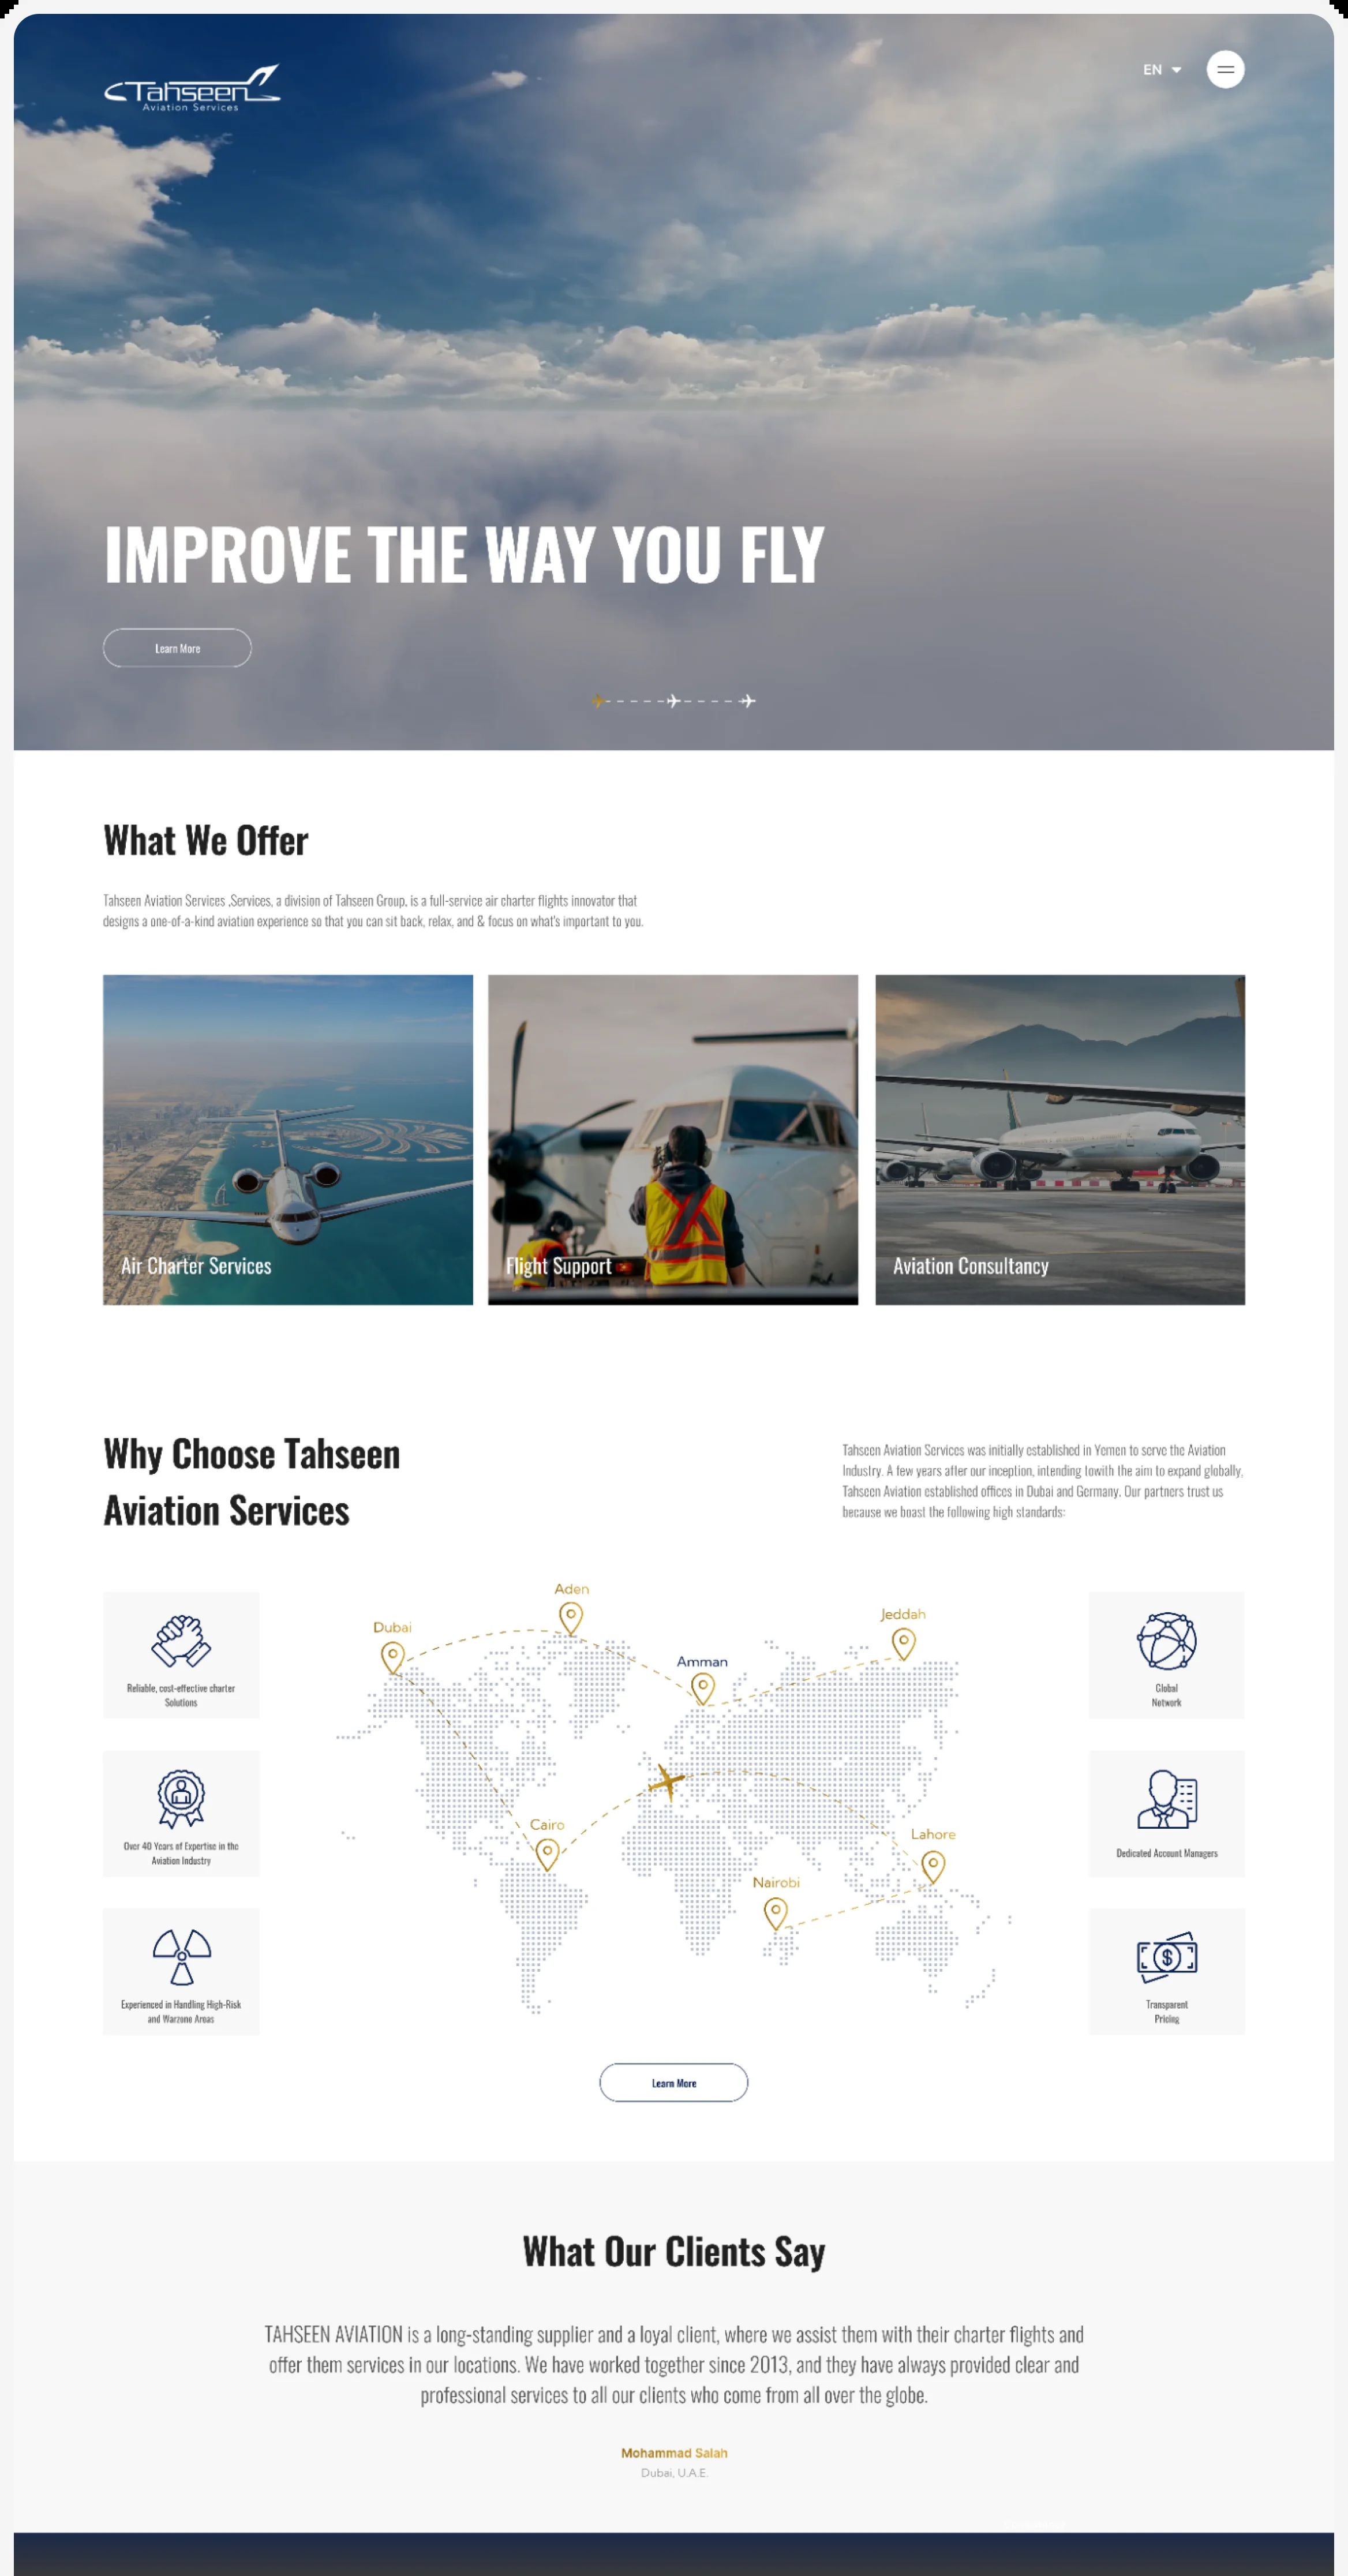 Tahseen
Aviation Services
EN
IMPROVE THE WAY YOU FLY
Learn More
What We Offer
Tahseen Aviation Services ,Services, a division of Tahseen Group, is a full-service air charter flights innovator that
designs a one-of-a-kind aviation experience so that you can sit back, relax, and & focus on what's important to you.
Air Charter Services
Flight Support
Aviation Consultancy
Why Choose Tahseen
Aviation Services
Tahseen Aviation Services was initially established in Yemen to serve the Aviation
Industry. A few years after our inception, intending towith the aim to expand globally,
Tahseen Aviation established offices in Dubai and Germany. Our partners trust us
because we boast the following high standards:
Reliable, cost-effective charter
Solutions
Over 40 Years of Expertise in the
Aviation Industry
Experienced in Handling High-Risk
and Warzone Areas
Aden
Dubai
Jeddah
Amman
Cairo
Lahore
Nairobi
Global
Network
Dedicated Account Managers
$
Transparent
Pricing
Learn More
What Our Clients Say
TAHSEEN AVIATION is a long-standing supplier and a loyal client, where we assist them with their charter flights and
offer them services in our locations. We have worked together since 2013, and they have always provided clear and
professional services to all our clients who come from all over the globe.
Mohammad Salah
Dubai, U.A.E.